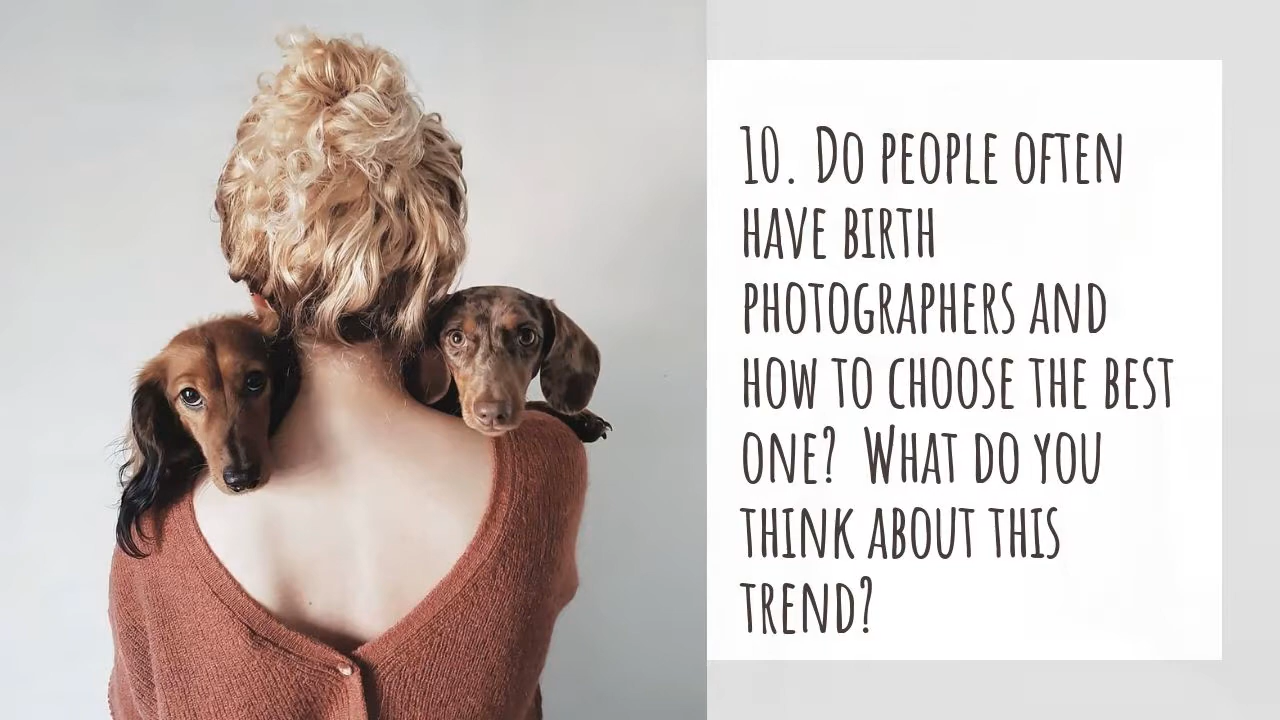 10. Do people often
have birth
photographers and
how to choose the best
one? What do you
think about this
trend?